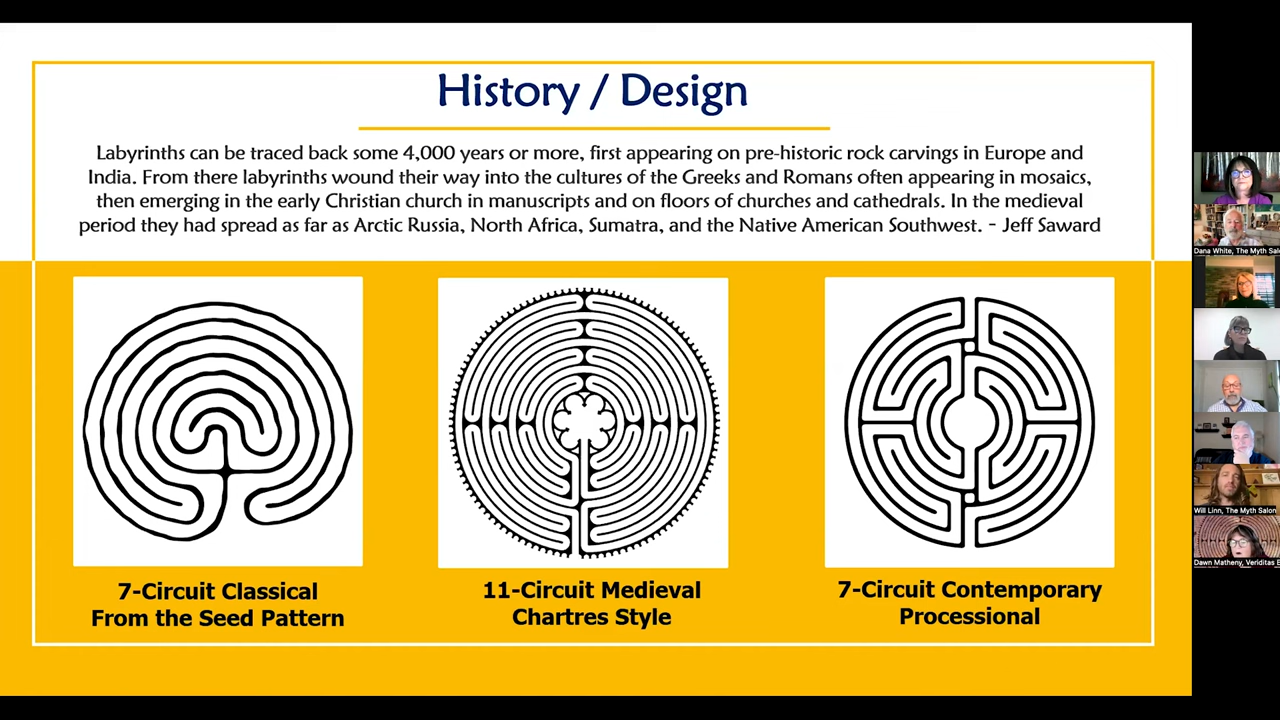 History / Design
Labyrinths can be traced back some 4,000 years or more, first appearing on pre-historic rock carvings in Europe and
India. From there labyrinths wound their way into the cultures of the Greeks and Romans often appearing in mosaics,
then emerging in the early Christian church in manuscripts and on floors of churches and cathedrals. In the medieval
period they had spread as far as Arctic Russia, North Africa, Sumatra, and the Native American Southwest. - Jeff Saward
7-Circuit Classical
From the Seed Pattern
11-Circuit Medieval
Chartres Style
7-Circuit Contemporary
Processional
Dana White, The Myth Sal
Will Linn, The Myth Salon
Dawn Matheny, Veriditas E